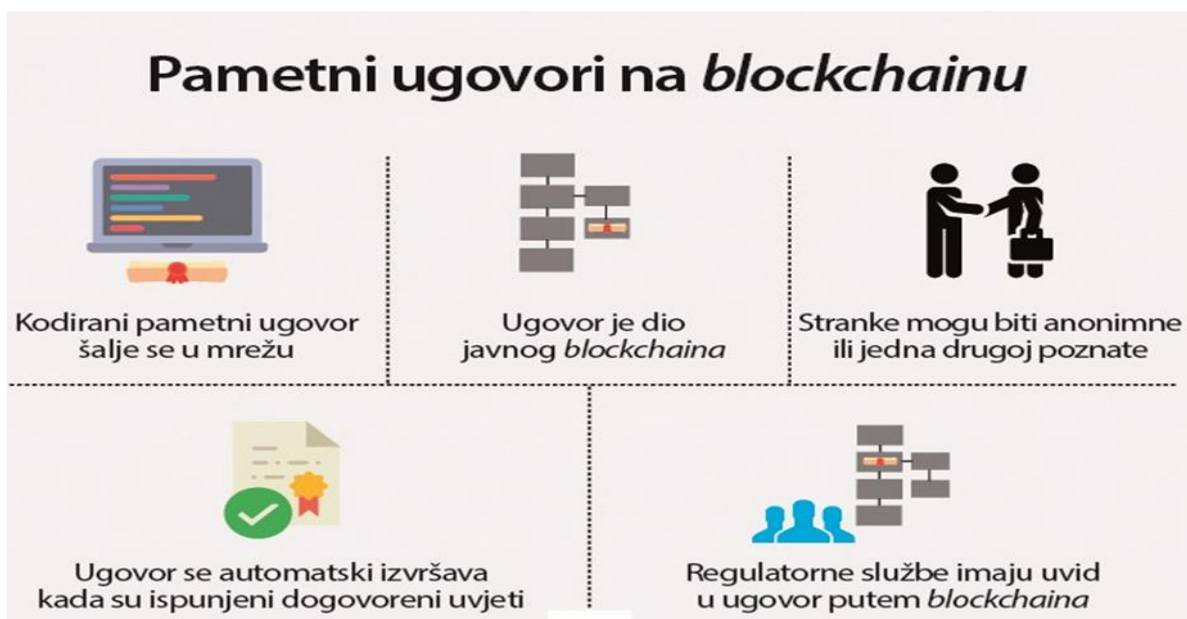 Pametni ugovori na blockchainu
Kodirani pametni ugovor
šalje se u mrežu
Ugovor je dio
javnog blockchaina
Stranke mogu biti anonimne
ili jedna drugoj poznate
Ugovor se automatski izvršava
kada su ispunjeni dogovoreni uvjeti
Regulatorne službe imaju uvid
u ugovor putem blockchaina